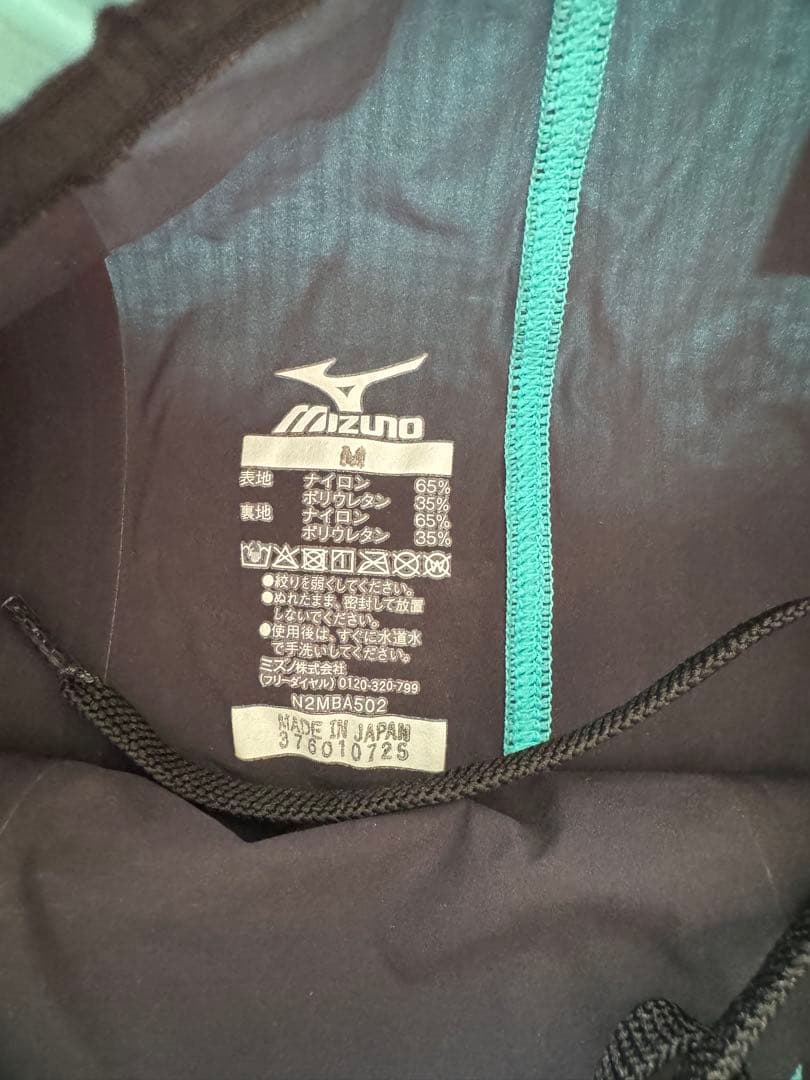 Mizuno
M
表地 ナイロン 65%
ポリウレタン 35%
裏地 ナイロン 65%
ポリウレタン 35%
●絞りを弱くしてください。
●ぬれたまま、密封して放置
しないでください。
●使用後は、すぐに水道水
で手洗いしてください。
ミズノ株式会社
(フリーダイヤル) 0120-320-799
N2MBA502
MADE IN JAPAN
37601072S